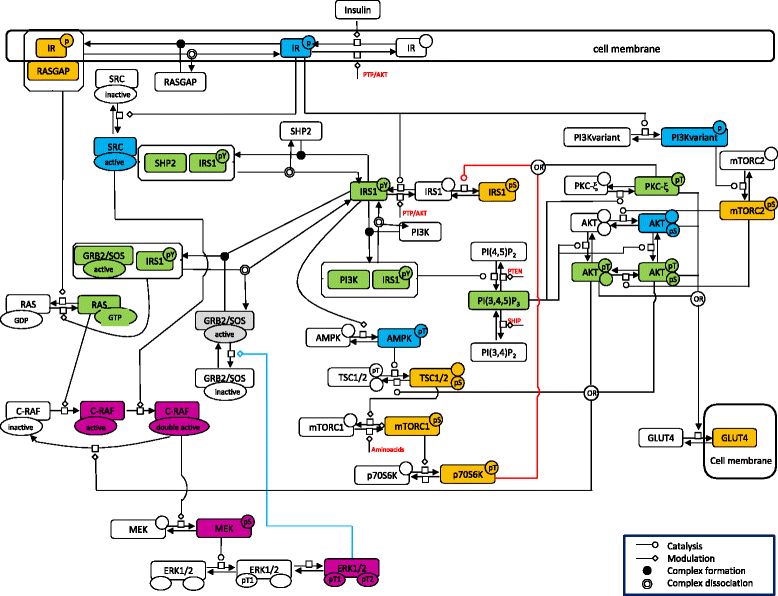 Insulin
IR
p
IR
p
IR
cell membrane
RASGAP
RASGAP
PTP/AKT
SRC
inactive
SHP2
PI3Kvariant
PI3Kvariant
p
SRC
active
SHP2
IRS1
pY
OR
mTORC2
IRS1
pY
IRS1
IRS1
pS
PKC-ξ
PKC-ξ
pT
mTORC2
pS
PTP/AKT
PI3K
AKT
AKT
pS
GRB2/SOS
active
IRS1
pY
PI(4,5)P2
PTEN
PI3K
IRS1
pY
AKT
pT
AKT
pT
pS
RAS
GDP
RAS
GTP
PI(3,4,5)P3
OR
GRB2/SOS
active
SHIP
AMPK
AMPK
pT
PI(3,4)P2
GRB2/SOS
inactive
TSC1/2
pT
TSC1/2
pS
OR
C-RAF
inactive
C-RAF
active
C-RAF
double active
mTORC1
mTORC1
pS
GLUT4
GLUT4
Aminoacids
Cell membrane
p70S6K
p70S6K
pT
MEK
MEK
pS
ERK1/2
ERK1/2
pT1
ERK1/2
pT1
pT2
Catalysis
Modulation
Complex formation
Complex dissociation